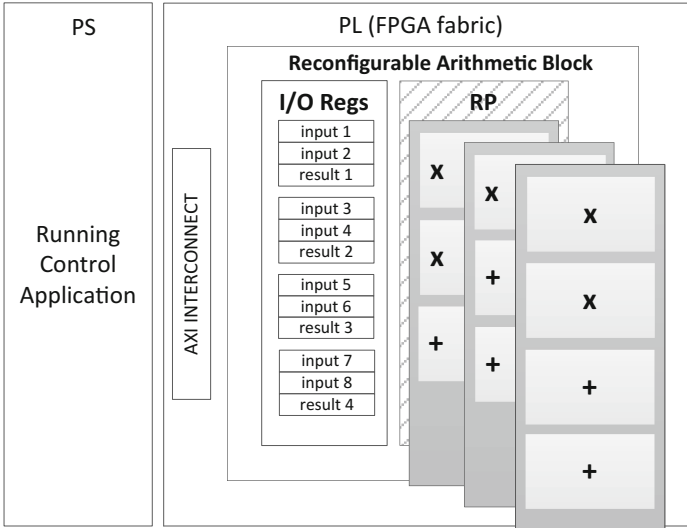 PS
PL (FPGA fabric)
Reconfigurable Arithmetic Block
I/O Regs
RP
input 1
input 2
result 1
input 3
input 4
result 2
input 5
input 6
result 3
input 7
input 8
result 4
AXI INTERCONNECT
Running
Control
Application
x
x
+
x
+
+
x
x
+
+